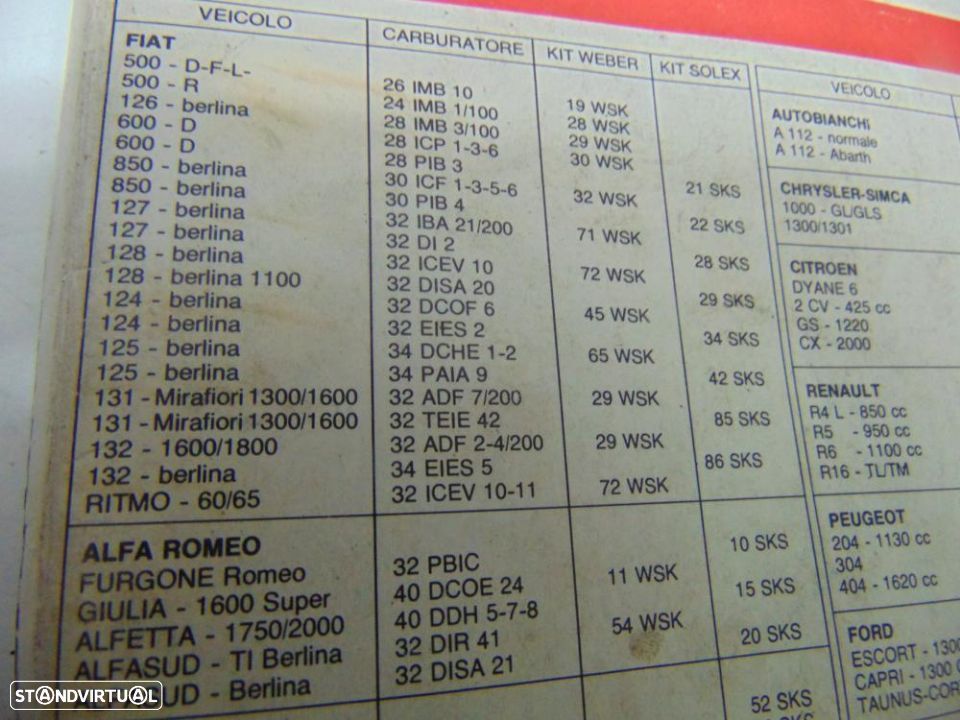 VEICOLO CARBURATORE KIT WEBER KIT SOLEX
FIAT
500 - D-F-L- 26 IMB 10 19 WSK
500 - R 24 IMB 1/100 28 WSK
126 - berlina 28 IMB 3/100 29 WSK
600 - D 28 ICP 1-3-6 30 WSK
600 - D 28 PIB 3 21 SKS
850 - berlina 30 ICF 1-3-5-6 32 WSK
850 - berlina 30 PIB 4 22 SKS
127 - berlina 32 IBA 21/200 71 WSK
127 - berlina 32 DI 2 28 SKS
128 - berlina 32 ICEV 10 72 WSK
128 - berlina 1100 32 DISA 20 29 SKS
124 - berlina 32 DCOF 6 45 WSK
124 - berlina 32 EIES 2 34 SKS
125 - berlina 34 DCHE 1-2 65 WSK
125 - berlina 34 PAIA 9 42 SKS
131 - Mirafiori 1300/1600 32 ADF 7/200 29 WSK
131 - Mirafiori 1300/1600 32 TEIE 42 85 SKS
132 - 1600/1800 32 ADF 2-4/200 29 WSK
132 - berlina 34 EIES 5 86 SKS
RITMO - 60/65 32 ICEV 10-11 72 WSK
ALFA ROMEO
FURGONE Romeo 32 PBIC 10 SKS
GIULIA - 1600 Super 40 DCOE 24 11 WSK
ALFETTA - 1750/2000 40 DDH 5-7-8 15 SKS
ALFASUD - TI Berlina 32 DIR 41 54 WSK
ALFASUD - Berlina 32 DISA 21 20 SKS
52 SKS
VEICOLO
AUTOBIANCHI
A 112 - normale
A 112 - Abarth
CHRYSLER-SIMCA
1000 - GL/GLS
1300/1301
CITROEN
DYANE 6
2 CV - 425 cc
GS - 1220
CX - 2000
RENAULT
R4 L - 850 cc
R5 - 950 cc
R6 - 1100 cc
R16 - TL/TM
PEUGEOT
204 - 1130 cc
304
404 - 1620 cc
FORD
ESCORT - 1300
CAPRI - 1300
TAUNUS-COR
STANDVIRTUAL